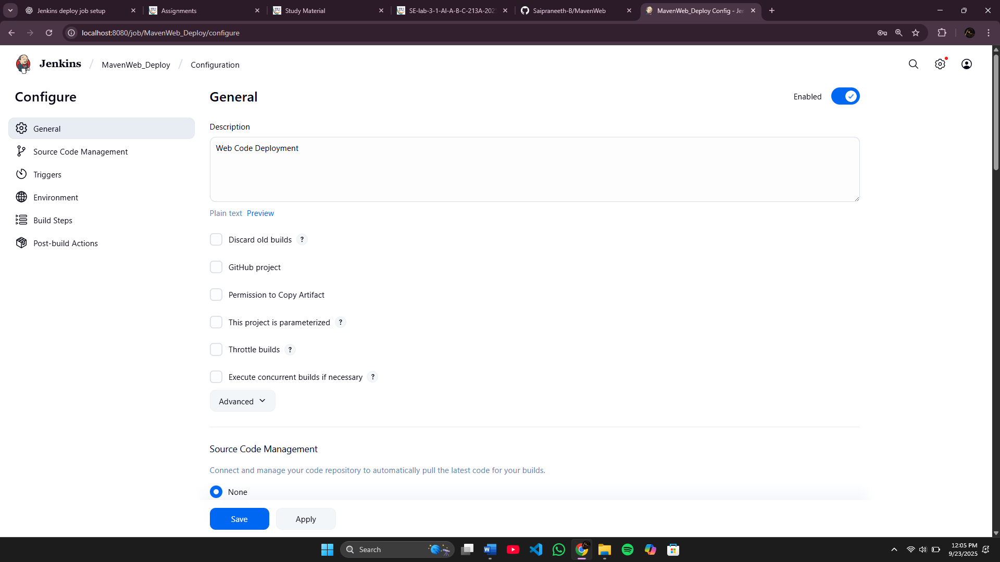 Jenkins deploy job setup
Assignments
Study Material
SE-lab-3-1-AI-A-B-C-213A-202
Saipraneeth-B/MavenWeb
MavenWeb_Deploy Config - Je
localhost:8080/job/MavenWeb_Deploy/configure
Jenkins / MavenWeb_Deploy / Configuration
Configure
General
Source Code Management
Triggers
Environment
Build Steps
Post-build Actions
General
Enabled
Description
Web Code Deployment
Plain text Preview
Discard old builds ?
GitHub project
Permission to Copy Artifact
This project is parameterized ?
Throttle builds ?
Execute concurrent builds if necessary ?
Advanced
Source Code Management
Connect and manage your code repository to automatically pull the latest code for your builds.
None
Save
Apply
Search
12:05 PM
9/23/2025